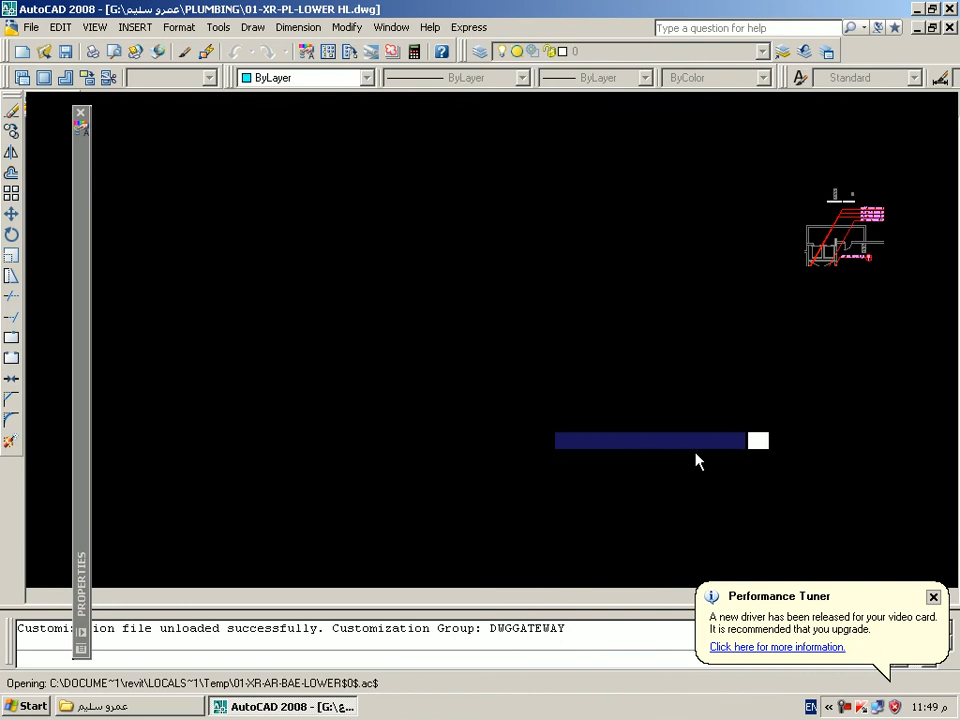 AutoCAD 2008 - [G:\عمرو سليم\PLUMBING\01-XR-PL-LOWER HL.dwg]
File EDIT VIEW INSERT Format Tools Draw Dimension Modify Window Help Express
Type a question for help
0
ByLayer ByLayer ByLayer ByColor Standard
PROPERTIES
Performance Tuner
A new driver has been released for your video card.
It is recommended that you upgrade.
Click here for more information.
on file unloaded successfully. Customization Group: DWGGATEWAY
Opening: C:\DOCUME~1\revit\LOCALS~1\Temp\01-XR-AR-BAE-LOWER$0$.ac$
Start عمرو سليم AutoCAD 2008 - [G:\ع... EN 11:49 م